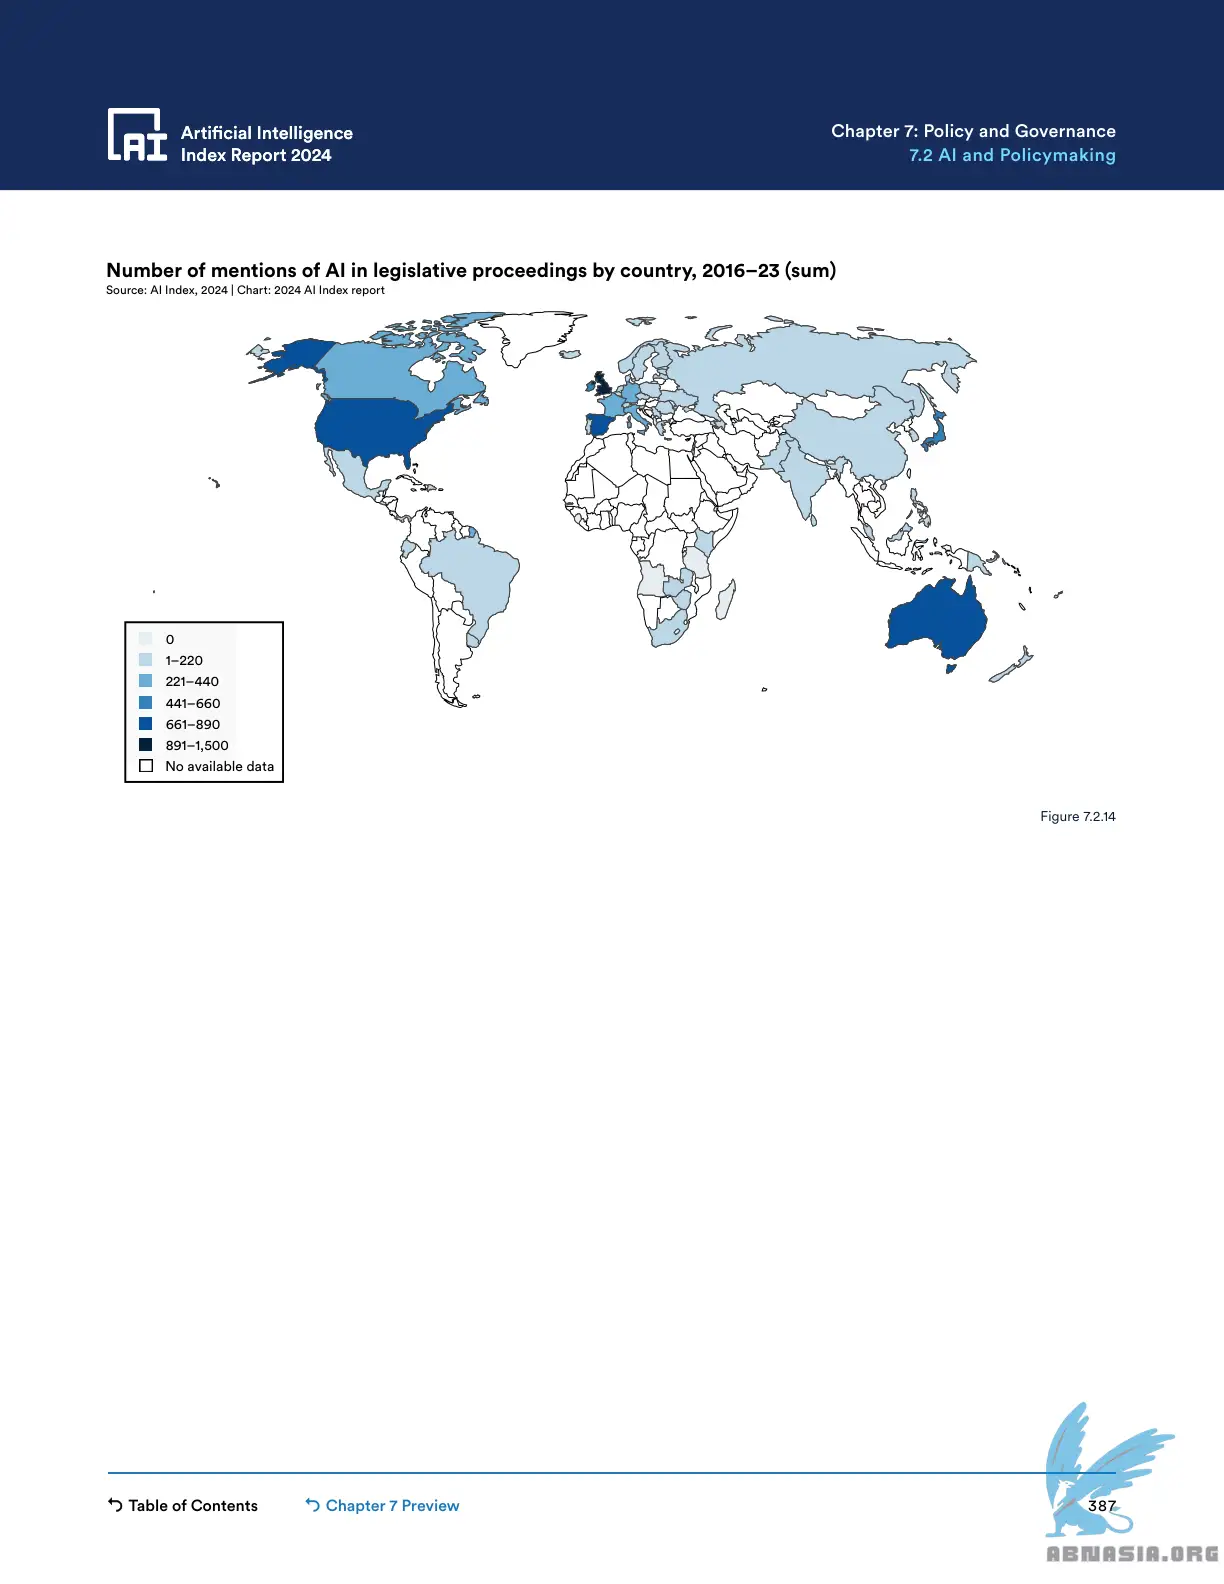 Artificial Intelligence
Index Report 2024
Chapter 7: Policy and Governance
7.2 AI and Policymaking
Number of mentions of AI in legislative proceedings by country, 2016–23 (sum)
Source: AI Index, 2024 | Chart: 2024 AI Index report
0
1–220
221–440
441–660
661–890
891–1,500
No available data
Figure 7.2.14
Table of Contents
Chapter 7 Preview
387
ABNASIA.ORG